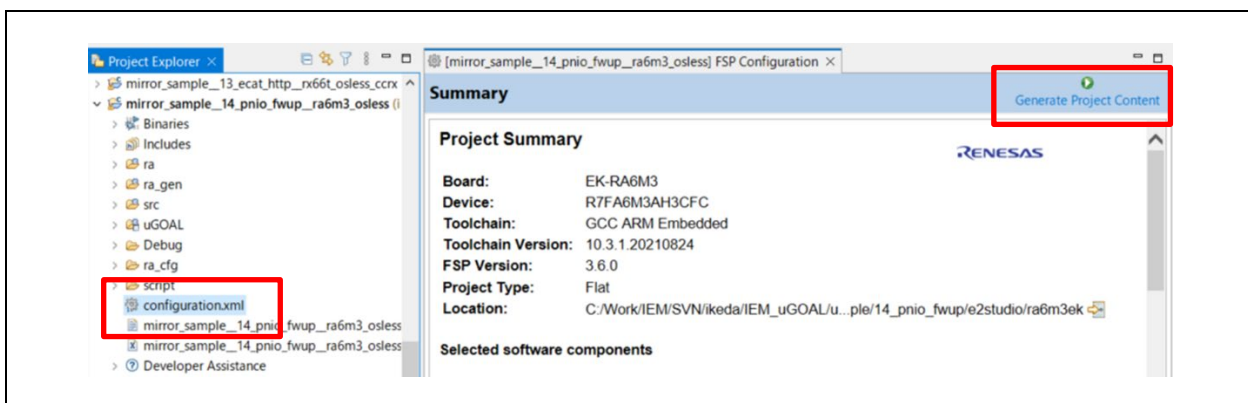 Project Explorer
mirror_sample__13_ecat_http__rx66t_osless_ccrx
mirror_sample__14_pnio_fwup__ra6m3_osless (i
Binaries
Includes
ra
ra_gen
src
uGOAL
Debug
ra_cfg
script
configuration.xml
mirror_sample__14_pnio_fwup__ra6m3_osless
mirror_sample__14_pnio_fwup__ra6m3_osless
Developer Assistance
[mirror_sample__14_pnio_fwup__ra6m3_osless] FSP Configuration
Summary
Generate Project Content
Project Summary
RENESAS
Board: EK-RA6M3
Device: R7FA6M3AH3CFC
Toolchain: GCC ARM Embedded
Toolchain Version: 10.3.1.20210824
FSP Version: 3.6.0
Project Type: Flat
Location: C:/Work/IEM/SVN/ikeda/IEM_uGOAL/u...ple/14_pnio_fwup/e2studio/ra6m3ek
Selected software components